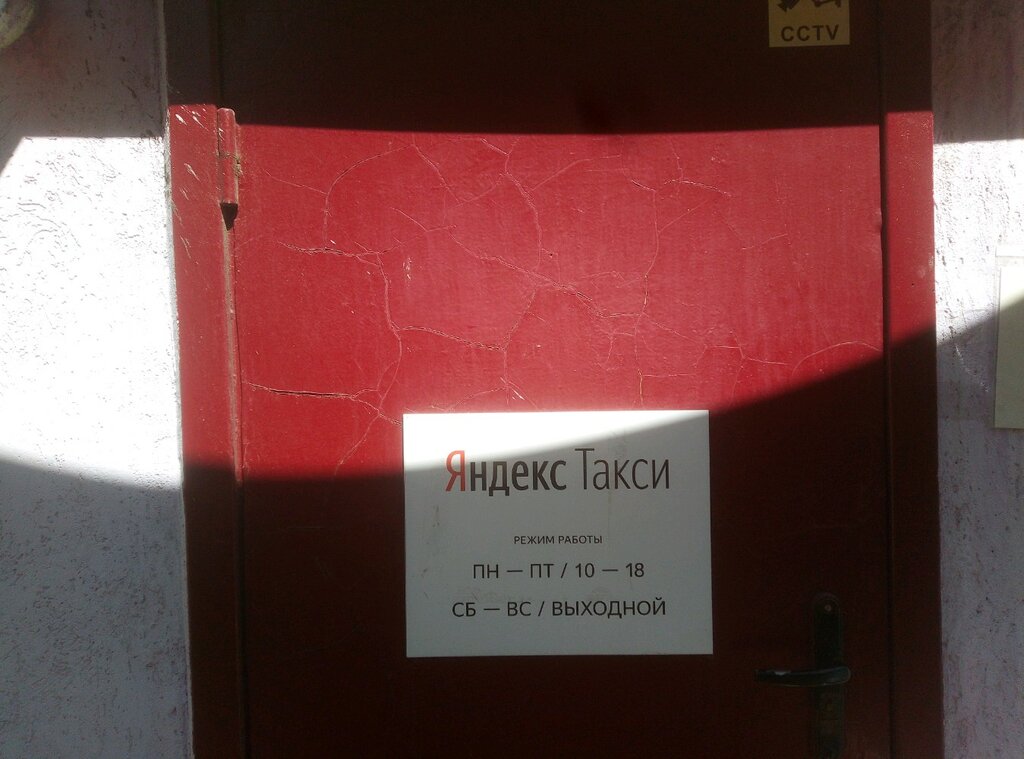 CCTV
Яндекс Такси
РЕЖИМ РАБОТЫ
ПН — ПТ / 10 — 18
СБ — ВС / ВЫХОДНОЙ